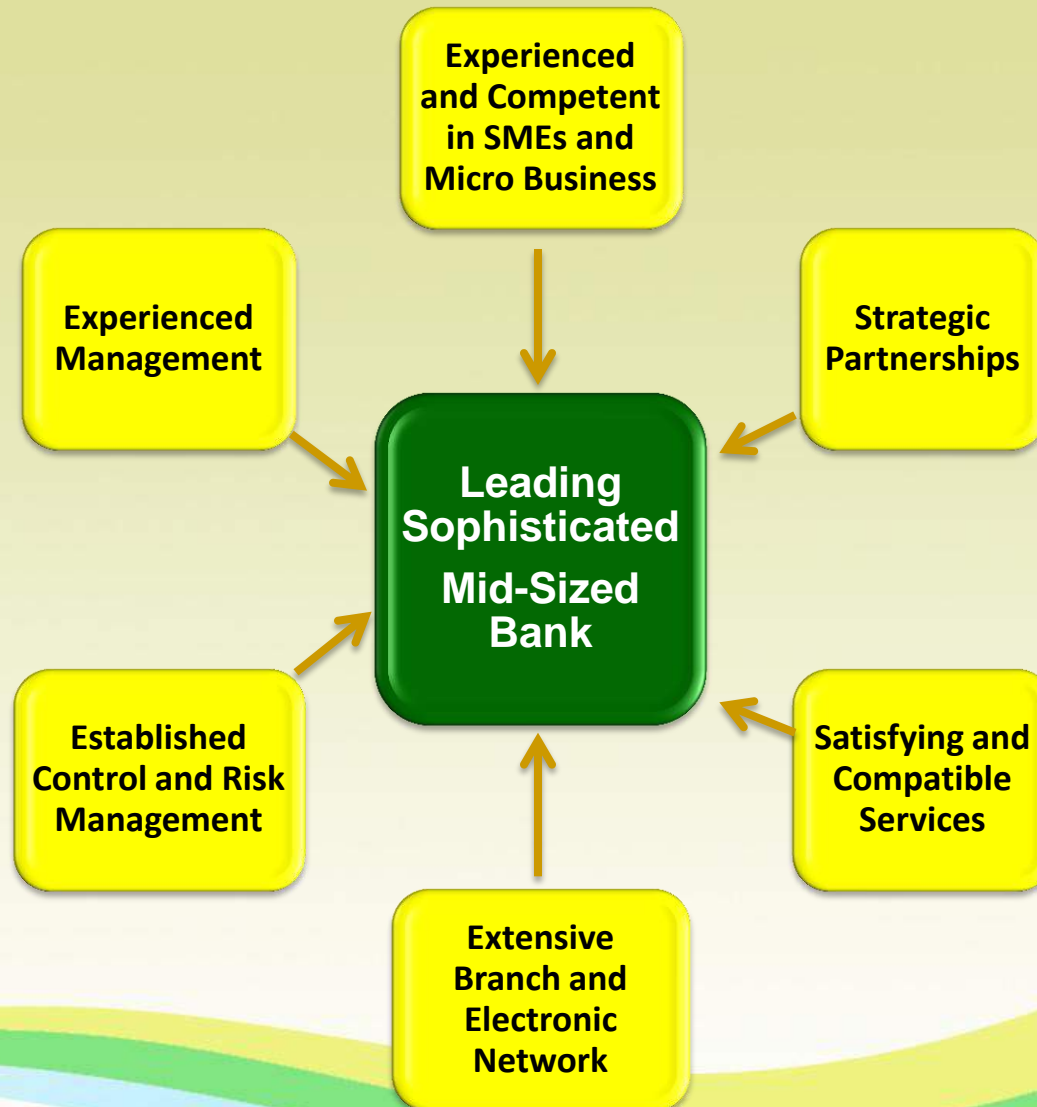 Experienced
and Competent
in SMEs and
Micro Business
Experienced
Management
Strategic
Partnerships
Leading
Sophisticated
Mid-Sized
Bank
Established
Control and Risk
Management
Satisfying and
Compatible
Services
Extensive
Branch and
Electronic
Network